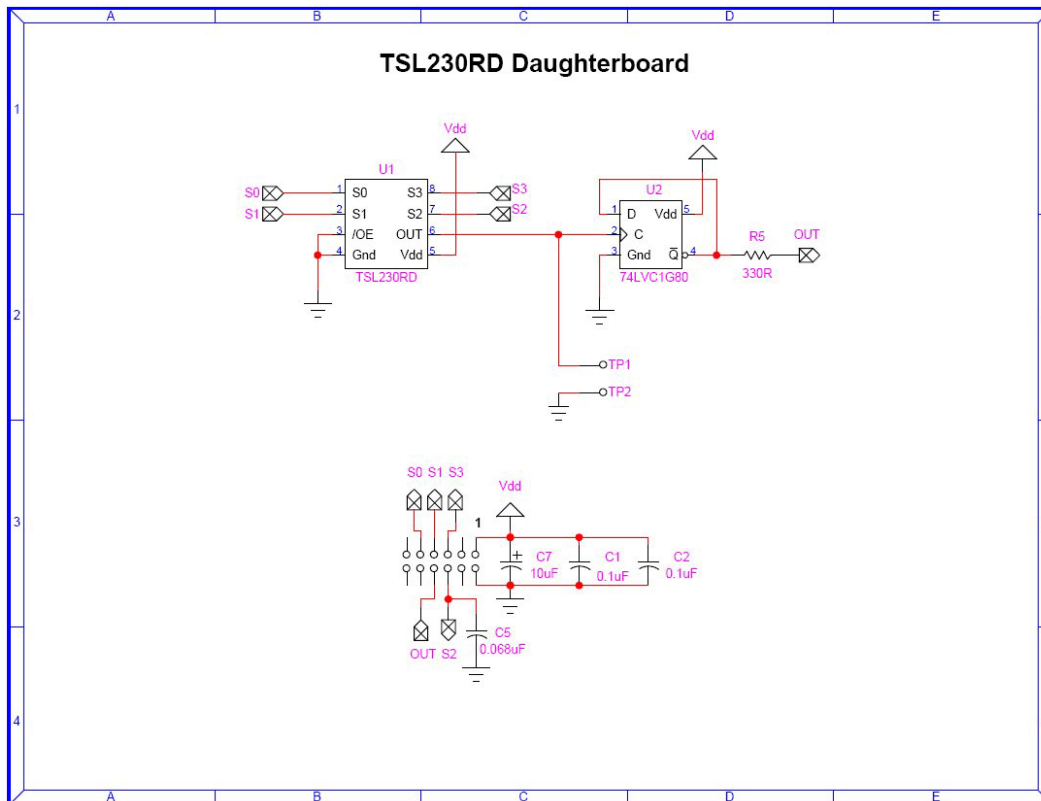 A B C D E
TSL230RD Daughterboard
1
Vdd
Vdd
U1
U2
S0 1 S0 S3 8 S3
S1 2 S1 S2 7 S2
3 /OE OUT 6
4 Gnd Vdd 5
TSL230RD
1 D Vdd 5
2 C
3 Gnd Q̅ 4
74LVC1G80
R5
330R
OUT
2
TP1
TP2
S0 S1 S3
Vdd
3
1
C7
10uF
C1
0.1uF
C2
0.1uF
+
OUT S2
C5
0.068uF
4
A B C D E